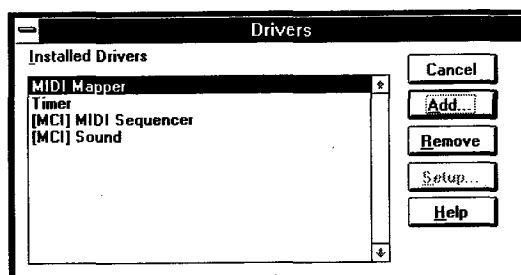 Drivers
Installed Drivers
MIDI Mapper
Timer
[MCI] MIDI Sequencer
[MCI] Sound
Cancel
Add...
Remove
Setup...
Help